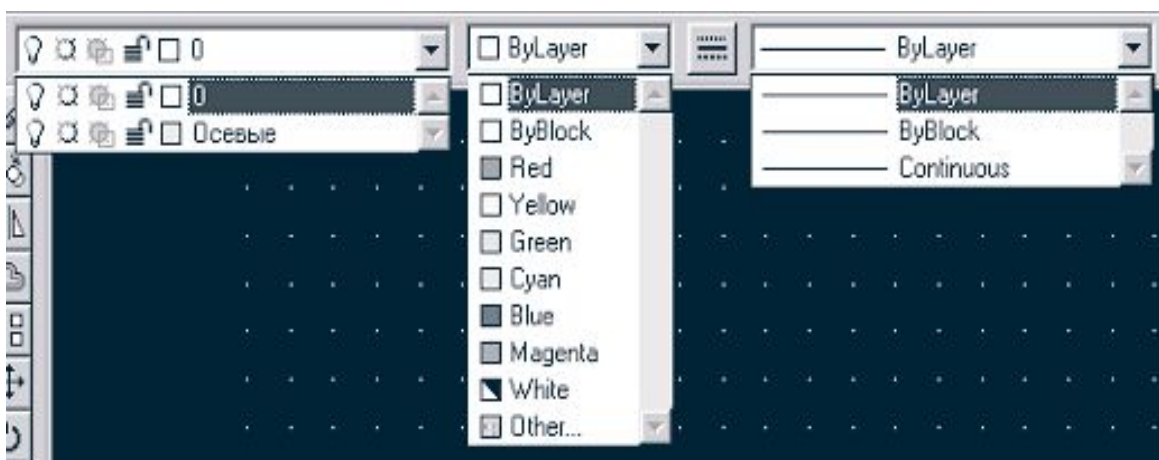 0
0
Осевые
ByLayer
ByLayer
ByBlock
Red
Yellow
Green
Cyan
Blue
Magenta
White
Other...
ByLayer
ByLayer
ByBlock
Continuous